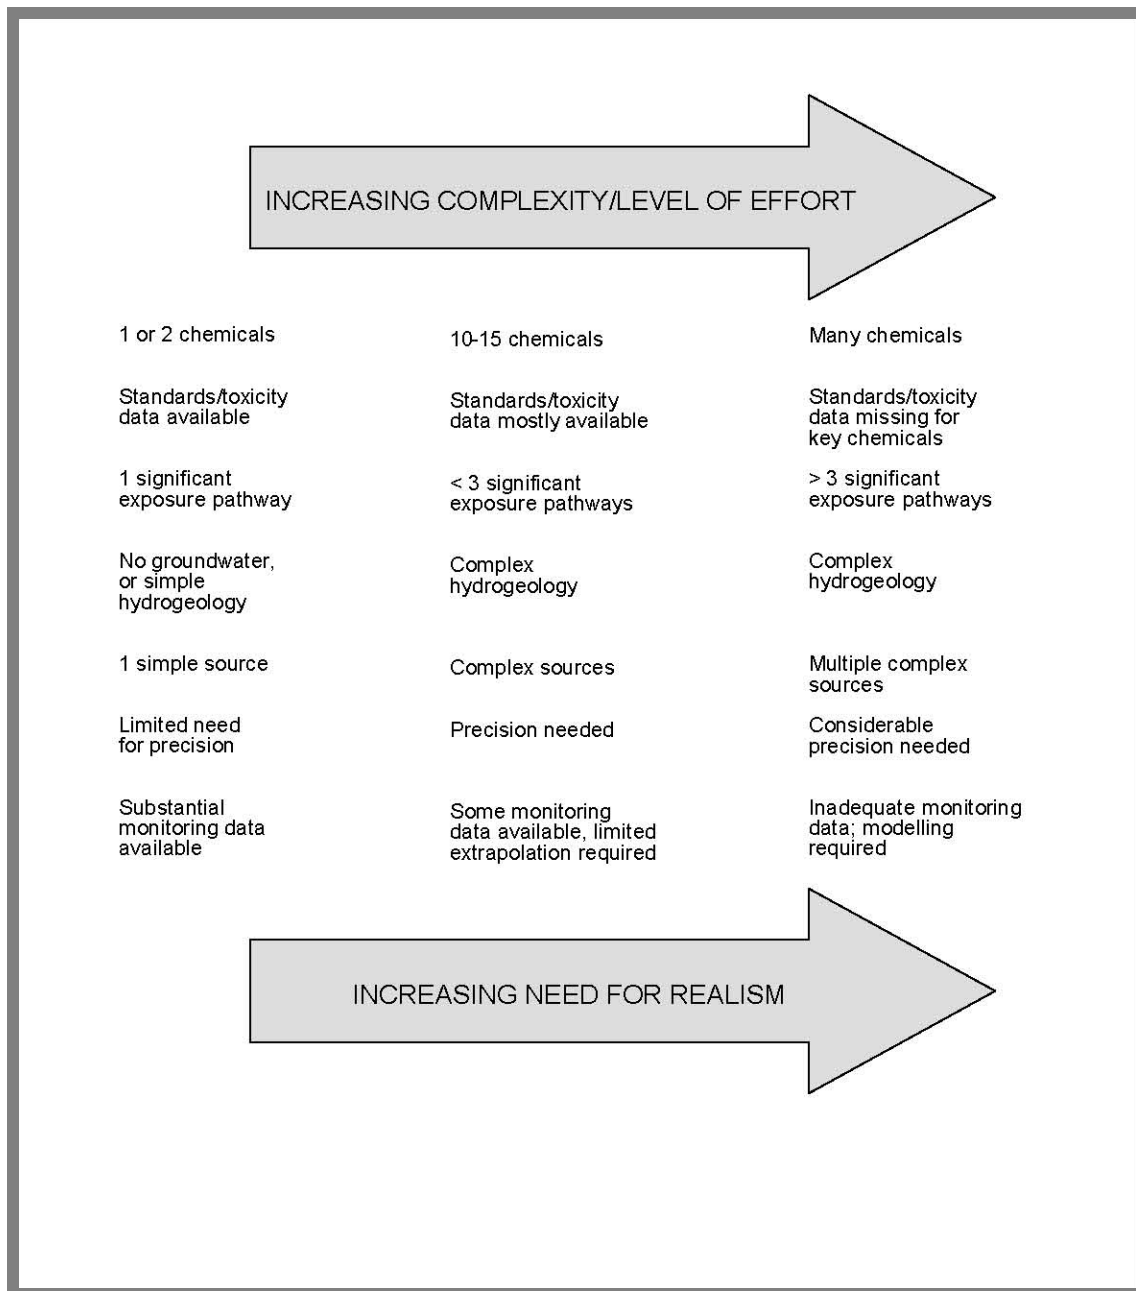 INCREASING COMPLEXITY/LEVEL OF EFFORT
1 or 2 chemicals
10-15 chemicals
Many chemicals
Standards/toxicity
data available
Standards/toxicity
data mostly available
Standards/toxicity
data missing for
key chemicals
1 significant
exposure pathway
< 3 significant
exposure pathways
> 3 significant
exposure pathways
No groundwater,
or simple
hydrogeology
Complex
hydrogeology
Complex
hydrogeology
1 simple source
Complex sources
Multiple complex
sources
Limited need
for precision
Precision needed
Considerable
precision needed
Substantial
monitoring data
available
Some monitoring
data available, limited
extrapolation required
Inadequate monitoring
data; modelling
required
INCREASING NEED FOR REALISM